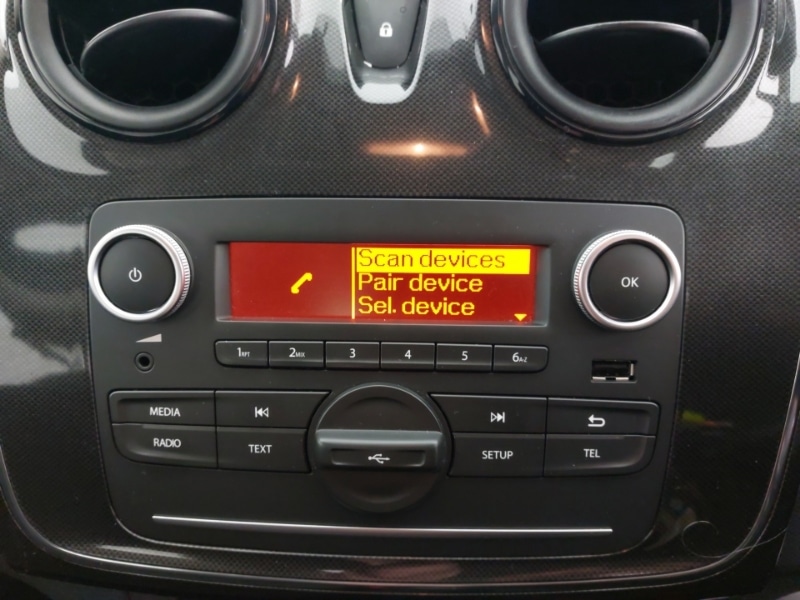 Scan devices
Pair device
Sel. device
OK
1RPT 2MIX 3 4 5 6A-Z
MEDIA
RADIO TEXT SETUP TEL